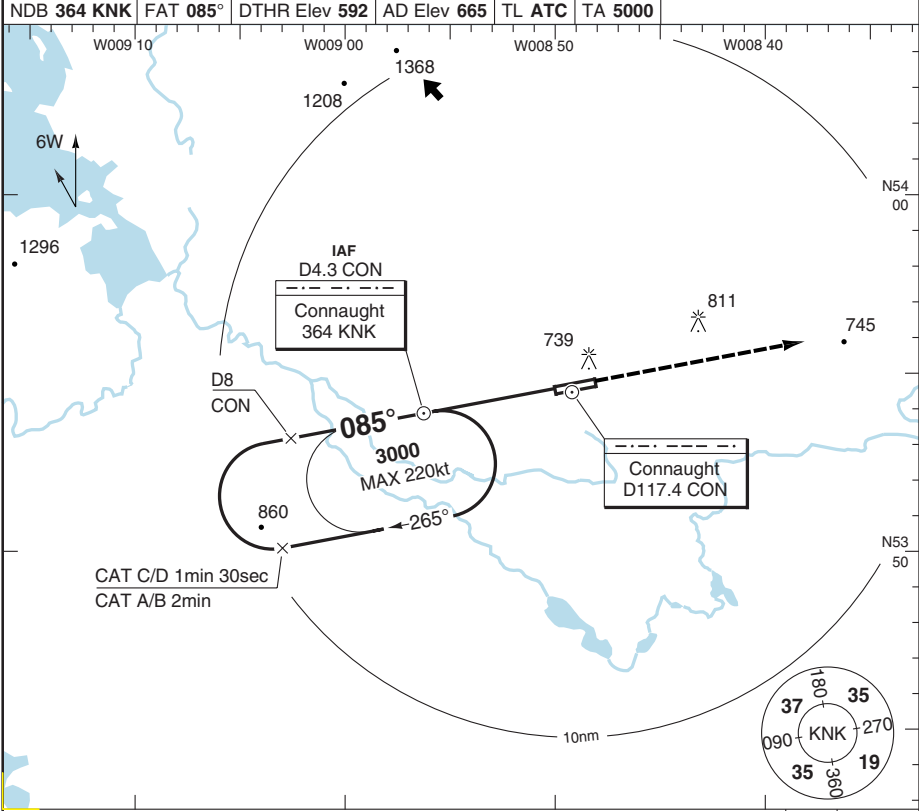 NDB 364 KNK FAT 085° DTHR Elev 592 AD Elev 665 TL ATC TA 5000
W009 10
W009 00
W008 50
W008 40
1368
1208
6W
N54
00
1296
IAF
D4.3 CON
Connaught
364 KNK
811
739
745
D8
CON
085°
3000
MAX 220kt
Connaught
D117.4 CON
265°
860
N53
50
CAT C/D 1min 30sec
CAT A/B 2min
10nm
180
37
35
090
KNK
270
35
19
360